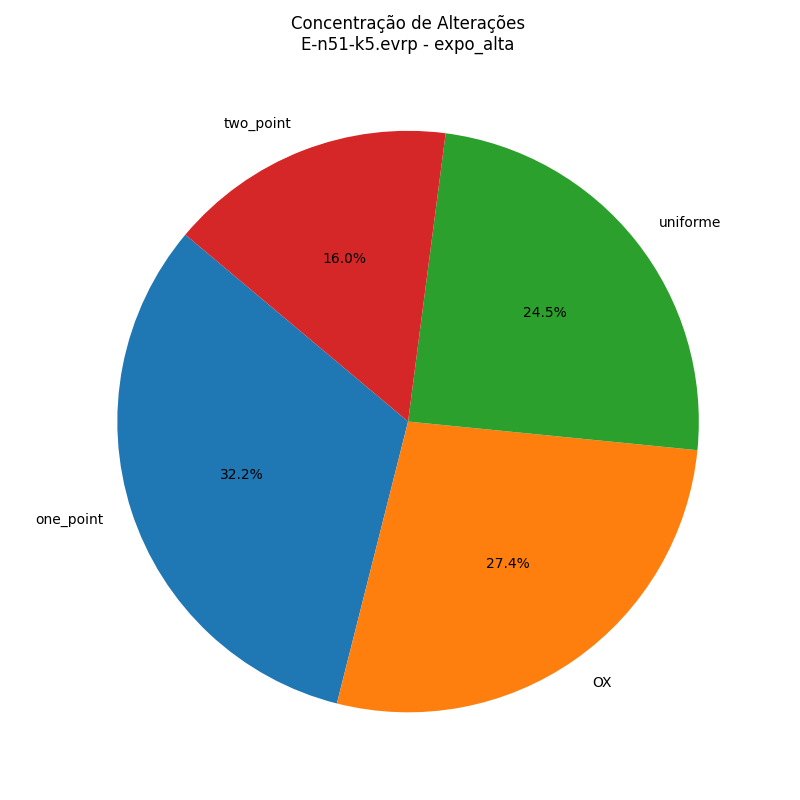 Concentração de Alterações
E-n51-k5.evrp - expo_alta
two_point
uniforme
16.0%
24.5%
32.2%
one_point
27.4%
OX